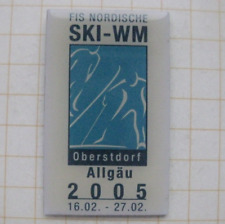 FIS NORDISCHE
SKI-WM
Oberstdorf
Allgäu
2005
16.02. - 27.02.